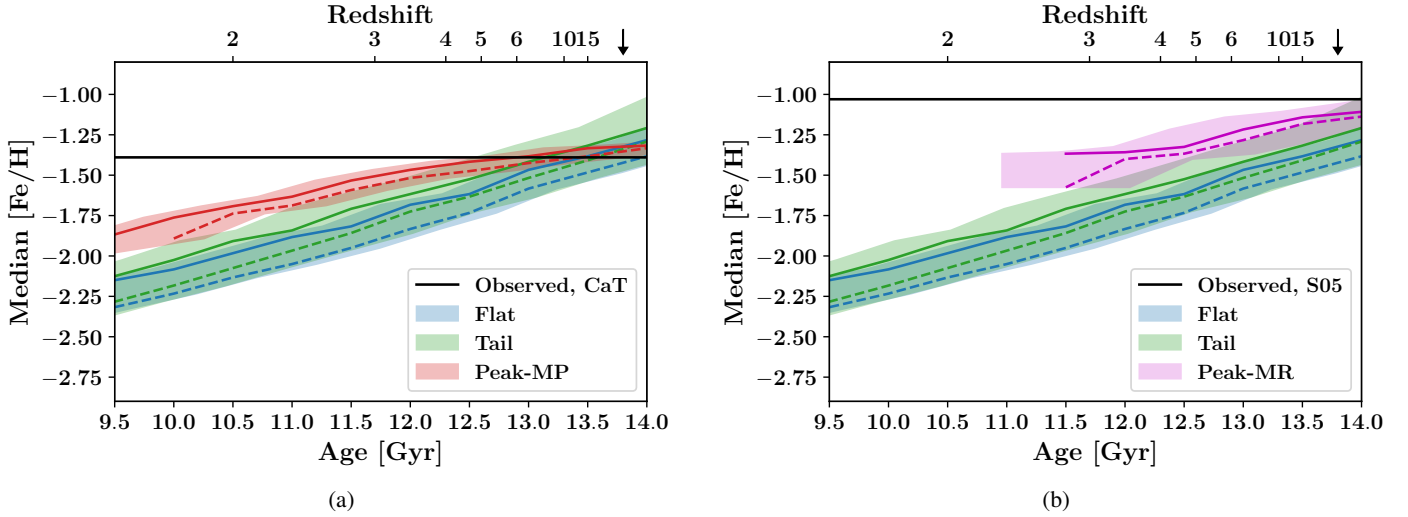 Redshift
2 3 4 5 6 10 15
Median [Fe/H]
−1.00
−1.25
−1.50
−1.75
−2.00
−2.25
−2.50
−2.75
Observed, CaT
Flat
Tail
Peak-MP
9.5 10.0 10.5 11.0 11.5 12.0 12.5 13.0 13.5 14.0
Age [Gyr]
(a)
Redshift
2 3 4 5 6 10 15
Median [Fe/H]
−1.00
−1.25
−1.50
−1.75
−2.00
−2.25
−2.50
−2.75
Observed, S05
Flat
Tail
Peak-MR
9.5 10.0 10.5 11.0 11.5 12.0 12.5 13.0 13.5 14.0
Age [Gyr]
(b)